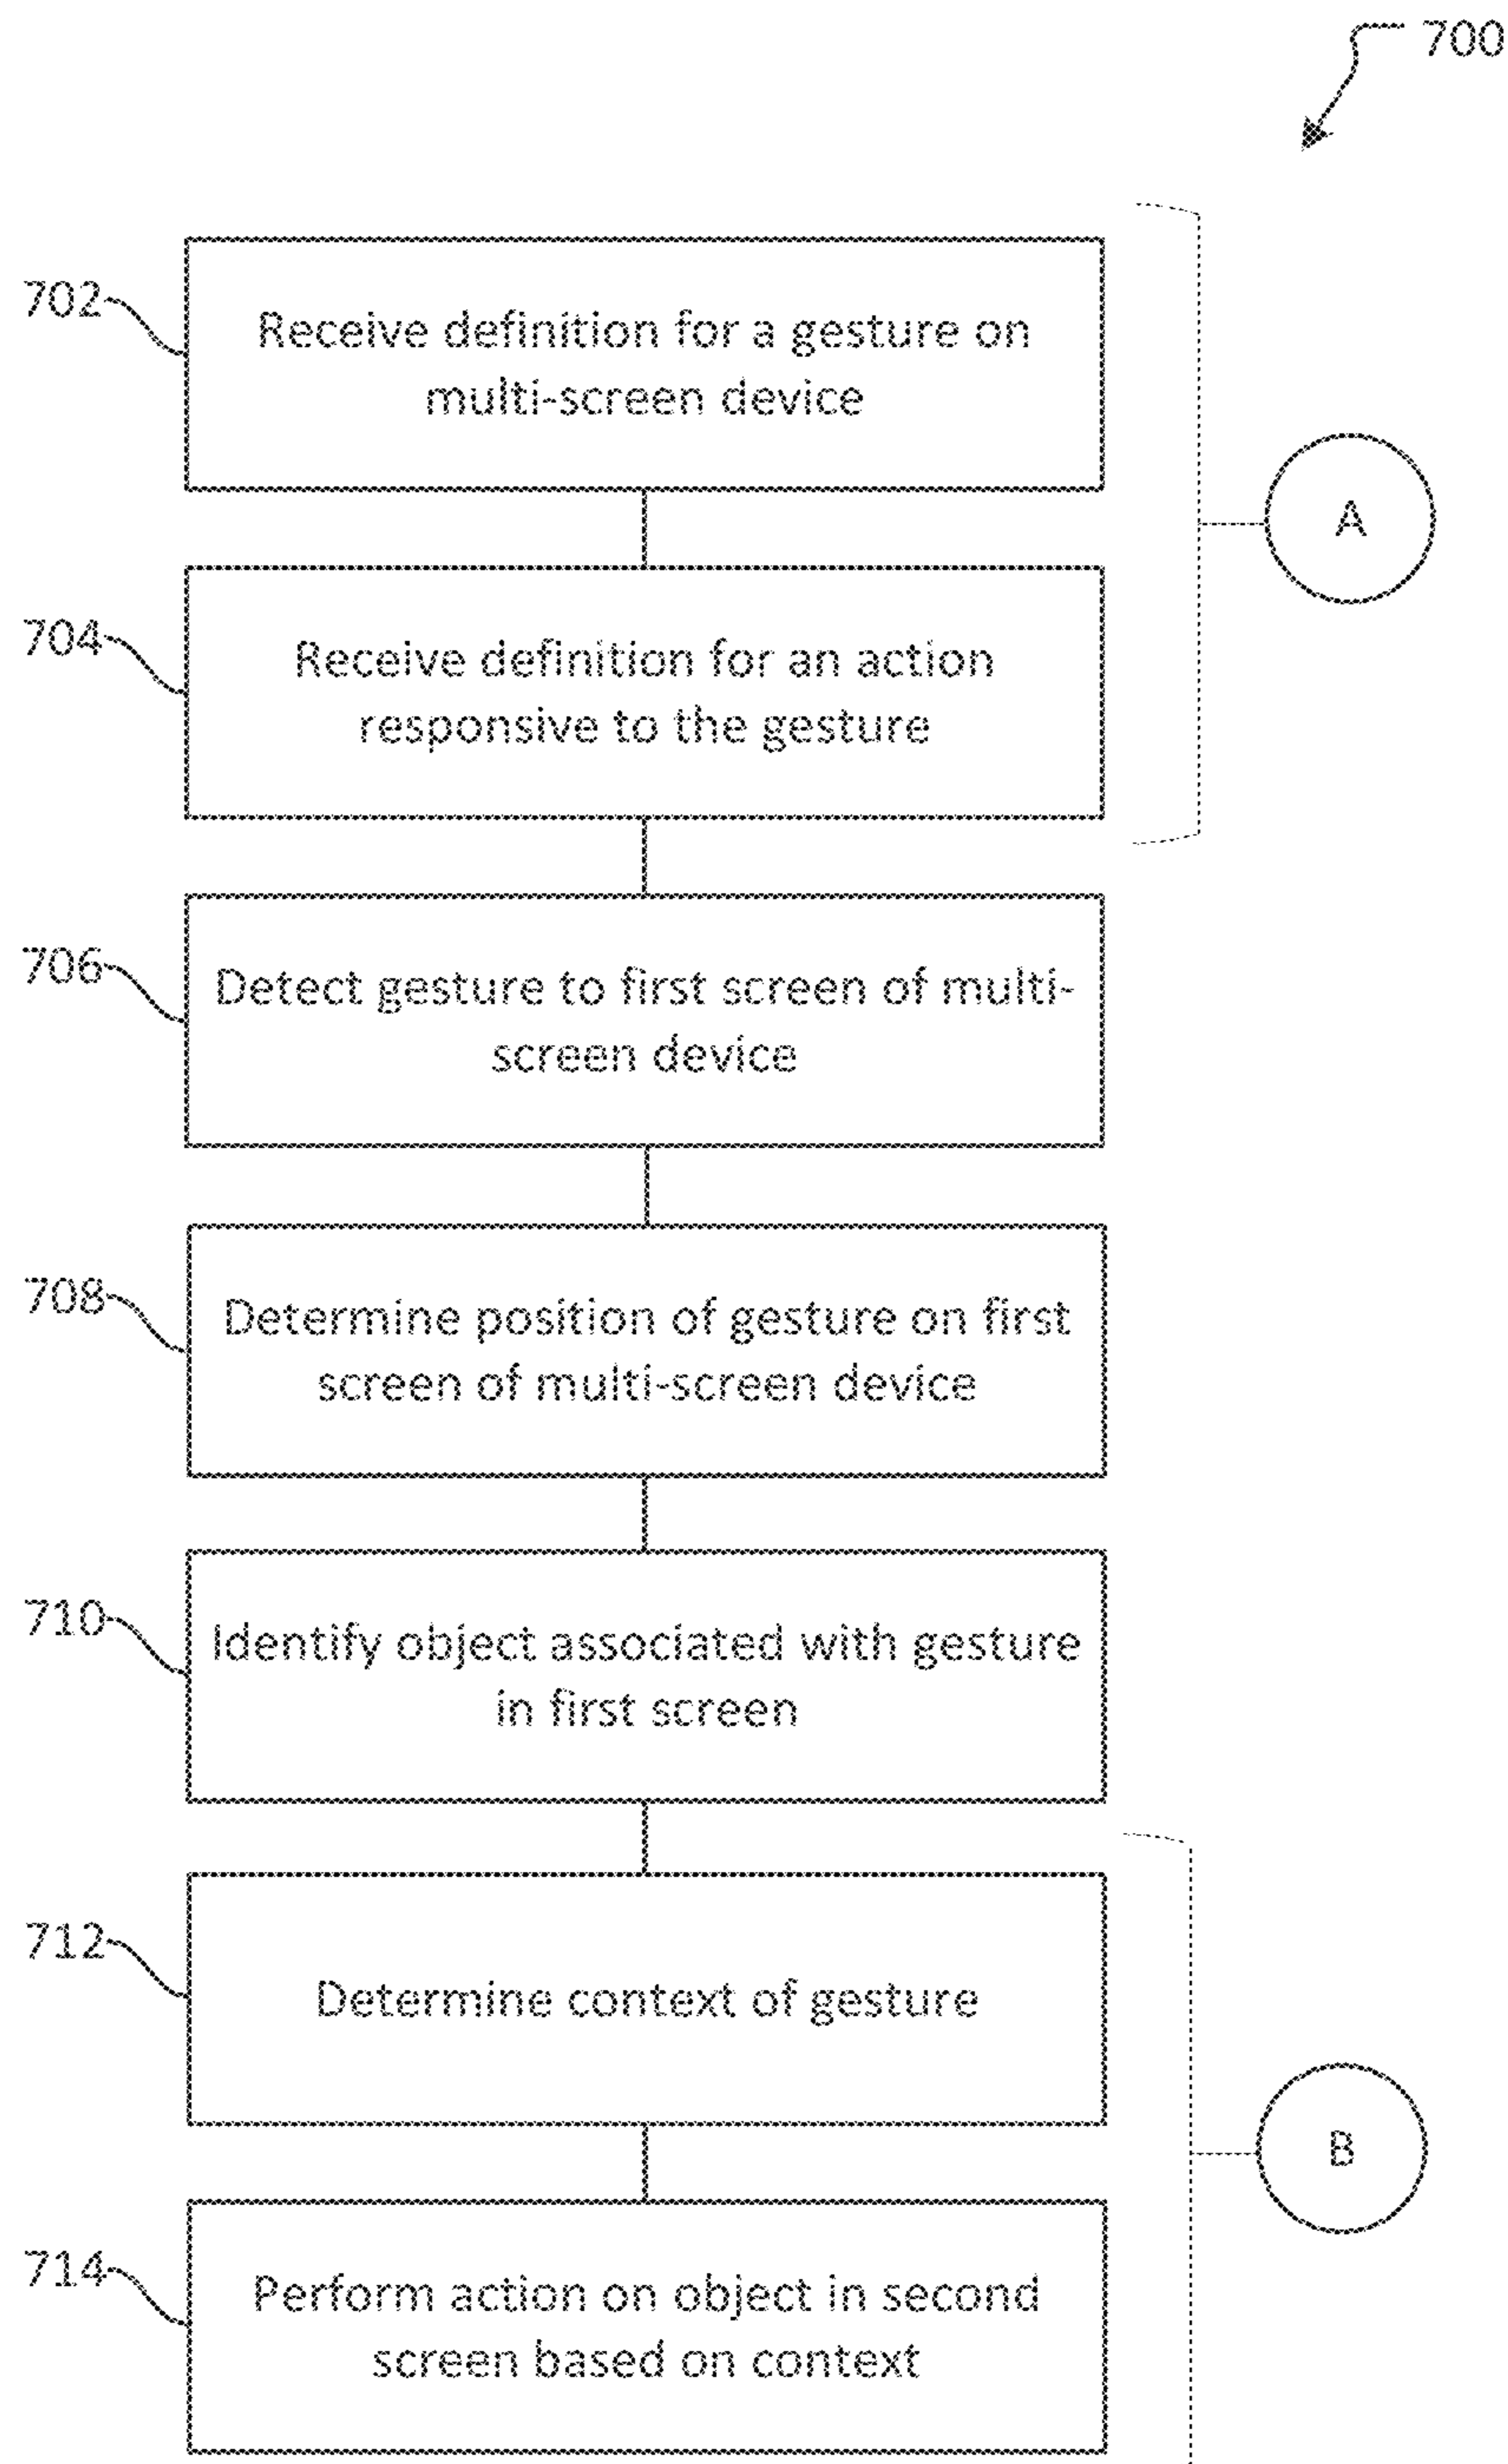 700
702
Receive definition for a gesture on
multi-screen device
A
704
Receive definition for an action
responsive to the gesture
706
Detect gesture to first screen of multi-
screen device
708
Determine position of gesture on first
screen of multi-screen device
710
Identify object associated with gesture
in first screen
712
Determine context of gesture
B
714
Perform action on object in second
screen based on context